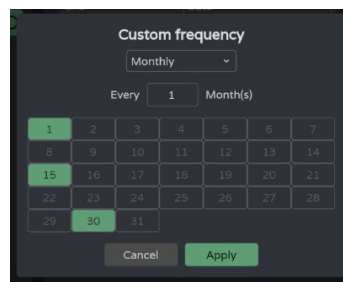 Custom frequency
Monthly
Every 1 Month(s)
1 2 3 4 5 6 7
8 9 10 11 12 13 14
15 16 17 18 19 20 21
22 23 24 25 26 27 28
29 30 31
Cancel Apply